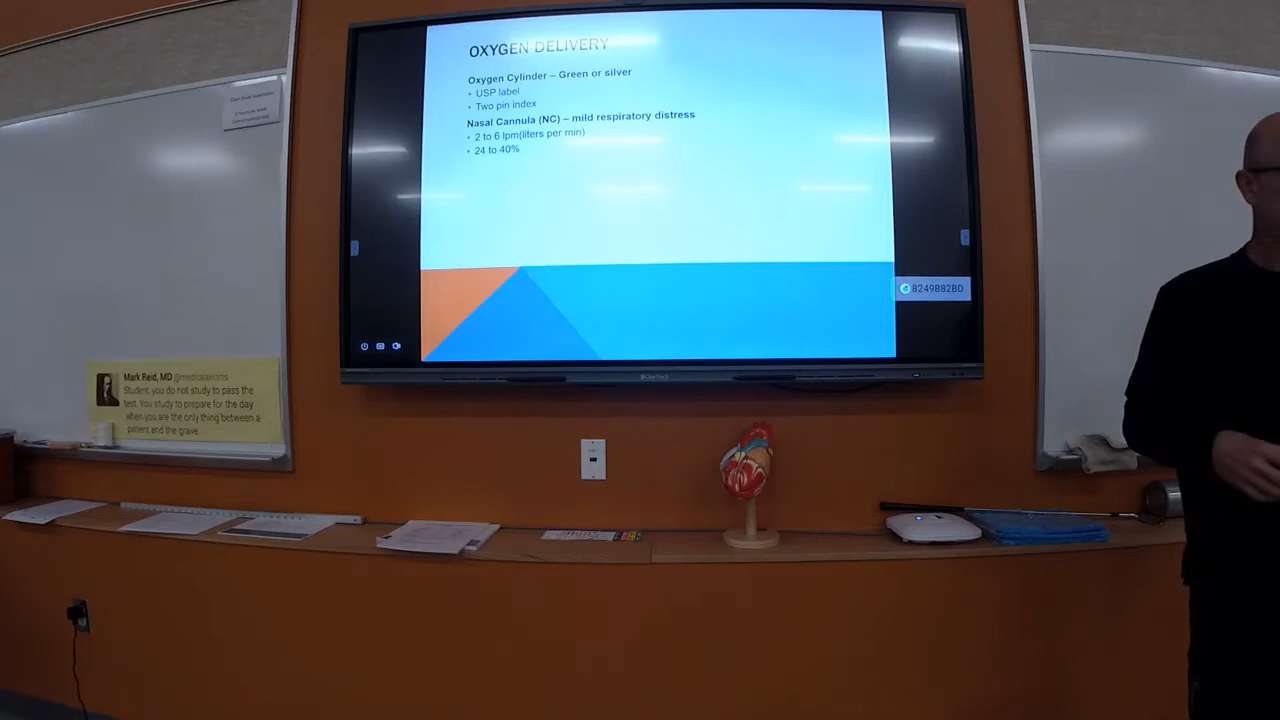 OXYGEN DELIVERY
Oxygen Cylinder – Green or silver
• USP label
• Two pin index
Nasal Cannula (NC) – mild respiratory distress
• 2 to 6 lpm(liters per min)
• 24 to 40%
8249B82BD
Mark Reid, MD @medicalaxioms
Student, you do not study to pass the
test. You study to prepare for the day
when you are the only thing between a
patient and the grave.